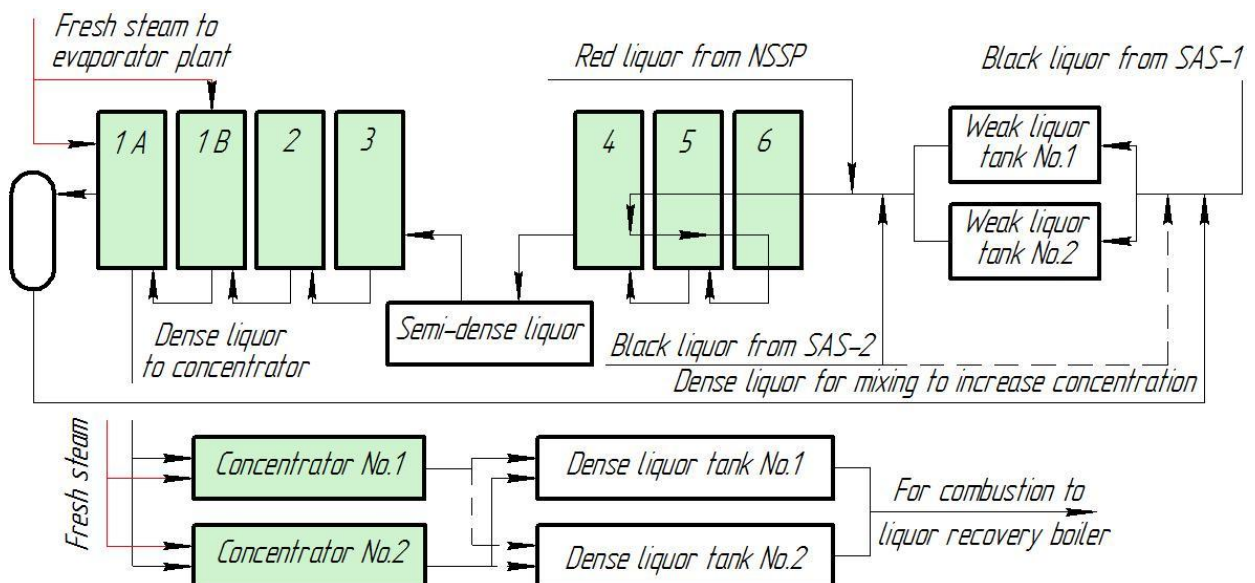 Fresh steam to
evaporator plant
Red liquor from NSSP
Black liquor from SAS-1
1A
1B
2
3
4
5
6
Weak liquor
tank No.1
Weak liquor
tank No.2
Semi-dense liquor
Dense liquor
to concentrator
Black liquor from SAS-2
Dense liquor for mixing to increase concentration
Fresh steam
Concentrator No.1
Dense liquor tank No.1
Concentrator No.2
Dense liquor tank No.2
For combustion to
liquor recovery boiler